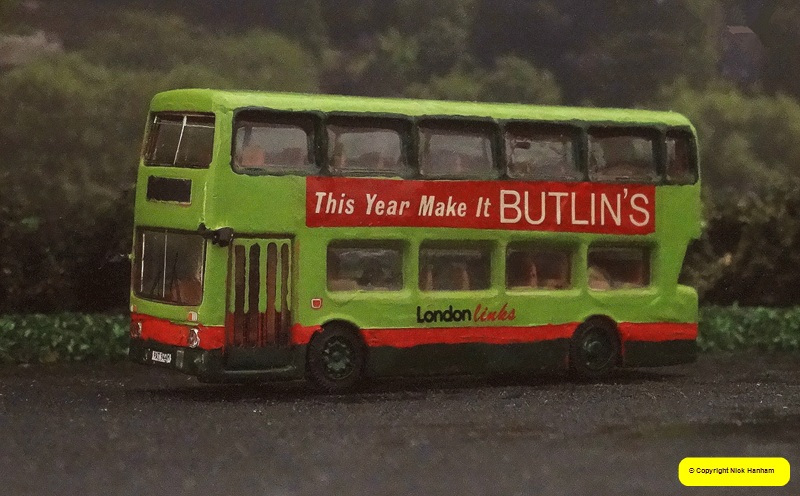 This Year Make It BUTLIN'S
London links
© Copyright Nick Hanham